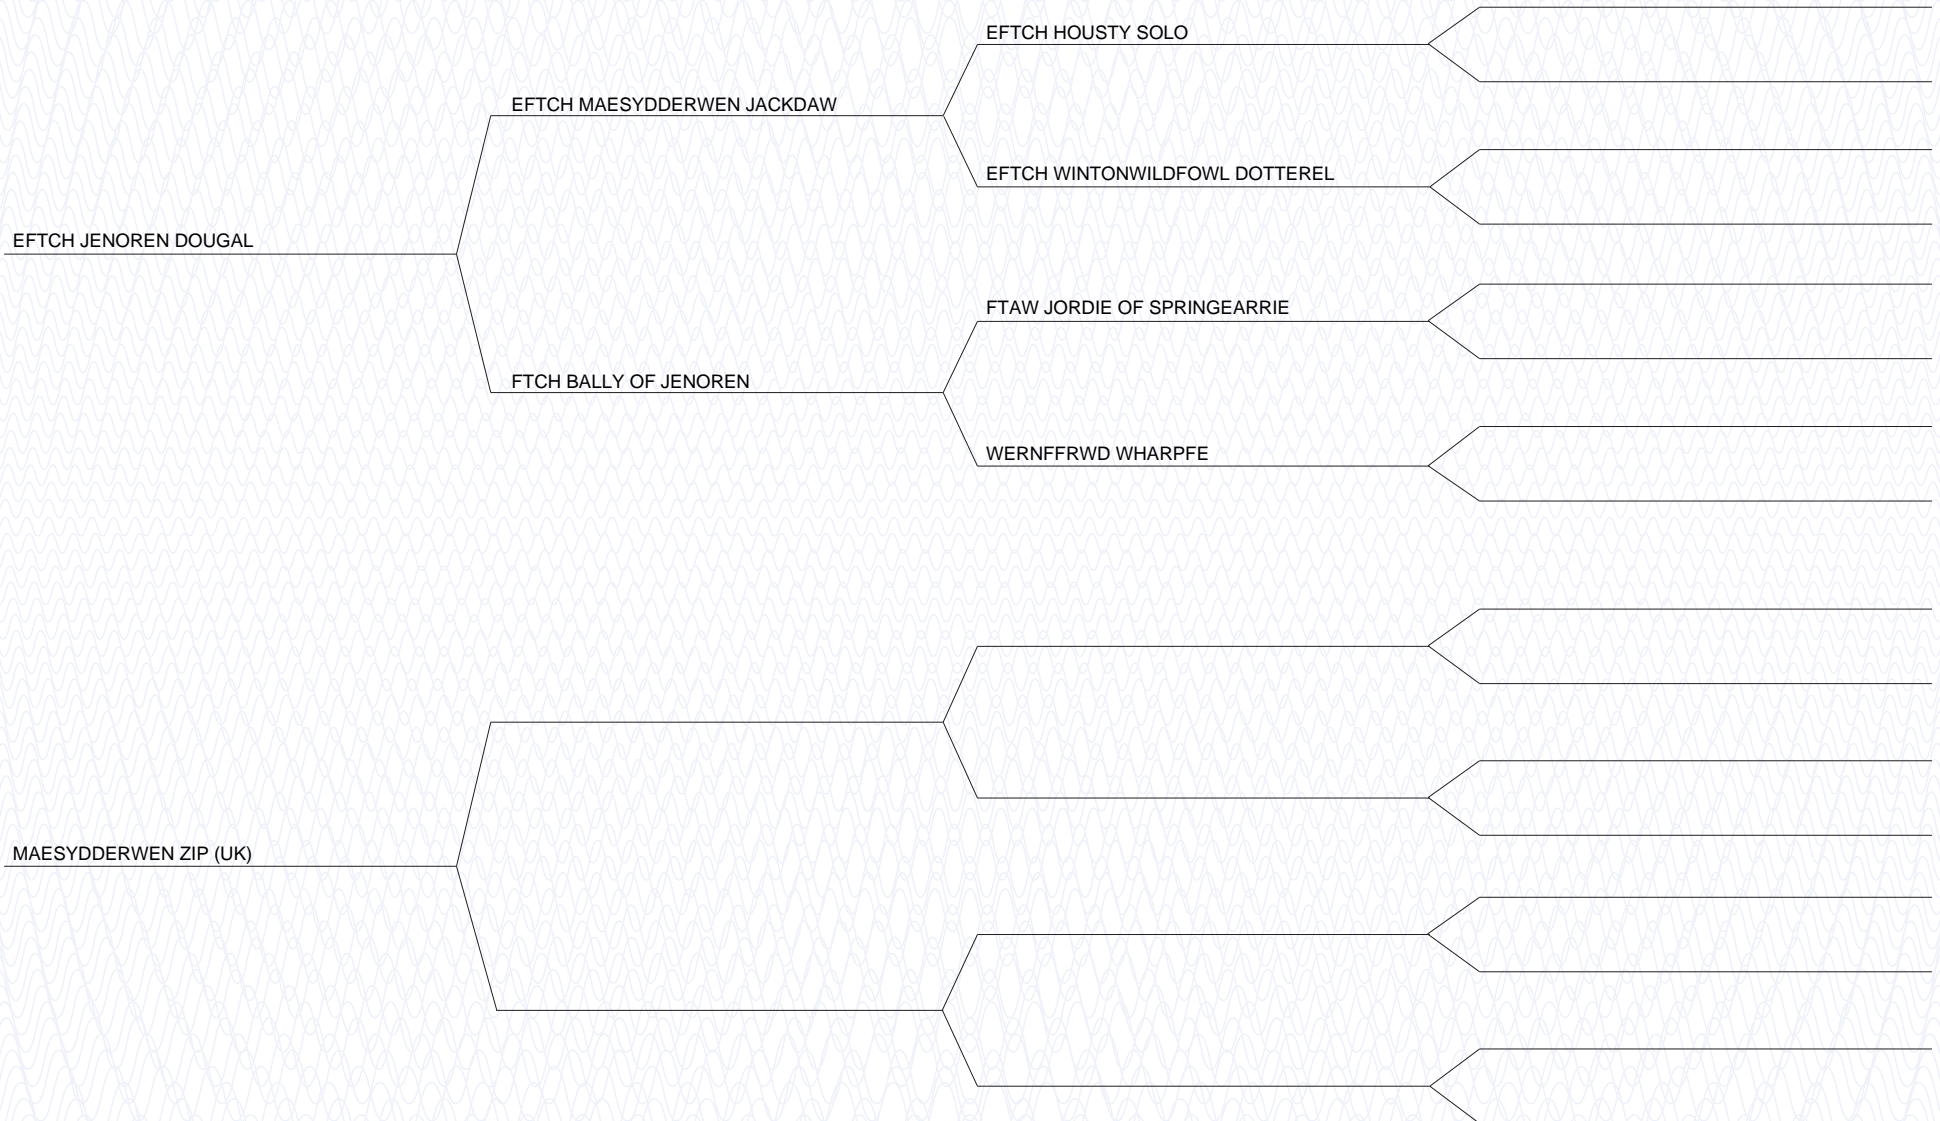 EFTCH HOUSTY SOLO
EFTCH MAESYDDERWEN JACKDAW
EFTCH WINTONWILDFOWL DOTTEREL
EFTCH JENOREN DOUGAL
FTAW JORDIE OF SPRINGEARRIE
FTCH BALLY OF JENOREN
WERNFFRWD WHARPFE
MAESYDDERWEN ZIP (UK)